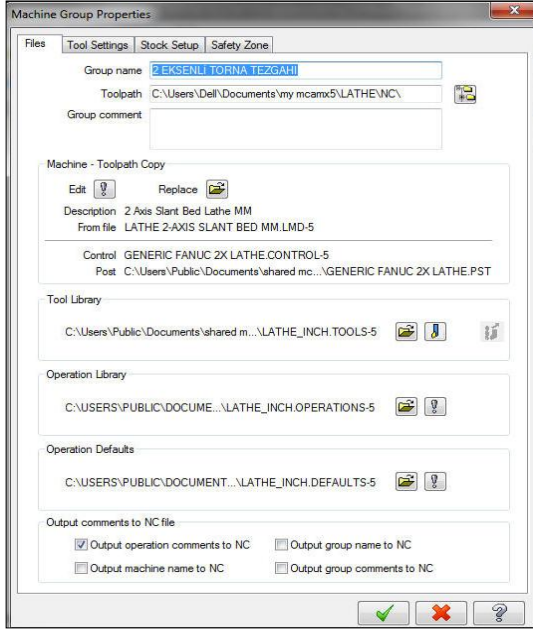 Machine Group Properties
Files Tool Settings Stock Setup Safety Zone
Group name 2 EKSENLİ TORNA TEZGAHI
Toolpath C:\Users\Dell\Documents\my mcamx5\LATHE\NC\
Group comment
Machine - Toolpath Copy
Edit Replace
Description 2 Axis Slant Bed Lathe MM
From file LATHE 2-AXIS SLANT BED MM.LMD-5
Control GENERIC FANUC 2X LATHE.CONTROL-5
Post C:\Users\Public\Documents\shared mc...\GENERIC FANUC 2X LATHE.PST
Tool Library
C:\Users\Public\Documents\shared m...\LATHE_INCH.TOOLS-5
Operation Library
C:\USERS\PUBLIC\DOCUME...\LATHE_INCH.OPERATIONS-5
Operation Defaults
C:\USERS\PUBLIC\DOCUMENT...\LATHE_INCH.DEFAULTS-5
Output comments to NC file
Output operation comments to NC Output group name to NC
Output machine name to NC Output group comments to NC